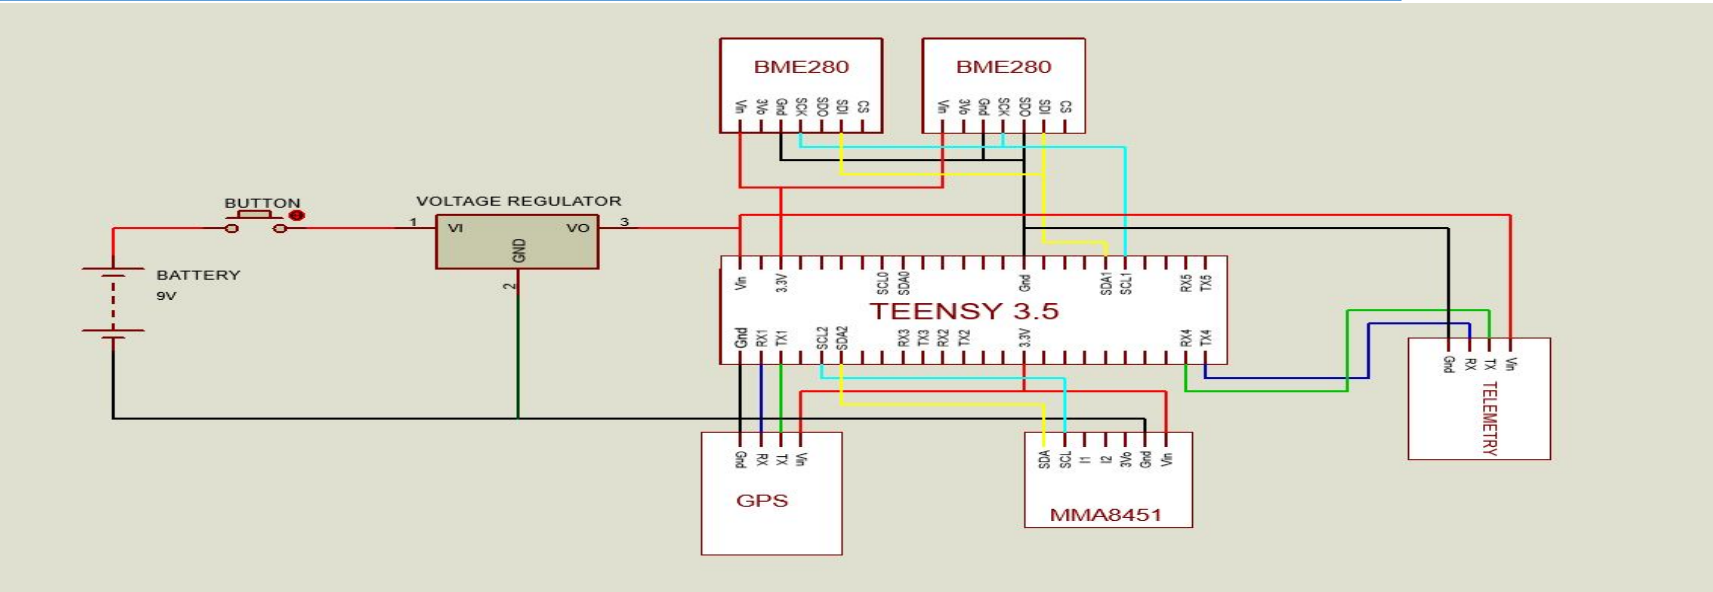 BME280
Vin 3Vo Gnd SCK SDO SDI CS
BME280
Vin 3Vo Gnd SCK SDO SDI CS
BUTTON
VOLTAGE REGULATOR
1 VI VO 3
GND
2
BATTERY
9V
Vin 3.3V SCL0 SDA0 Gnd SDA1 SCL1 RX5 TX5
TEENSY 3.5
Gnd RX1 TX1 SCL2 SDA2 RX3 TX3 RX2 TX2 3.3V RX4 TX4
Gnd RX TX Vin
TELEMETRY
Gnd RX TX Vin
GPS
SDA SCL I1 I2 3Vo Gnd Vin
MMA8451